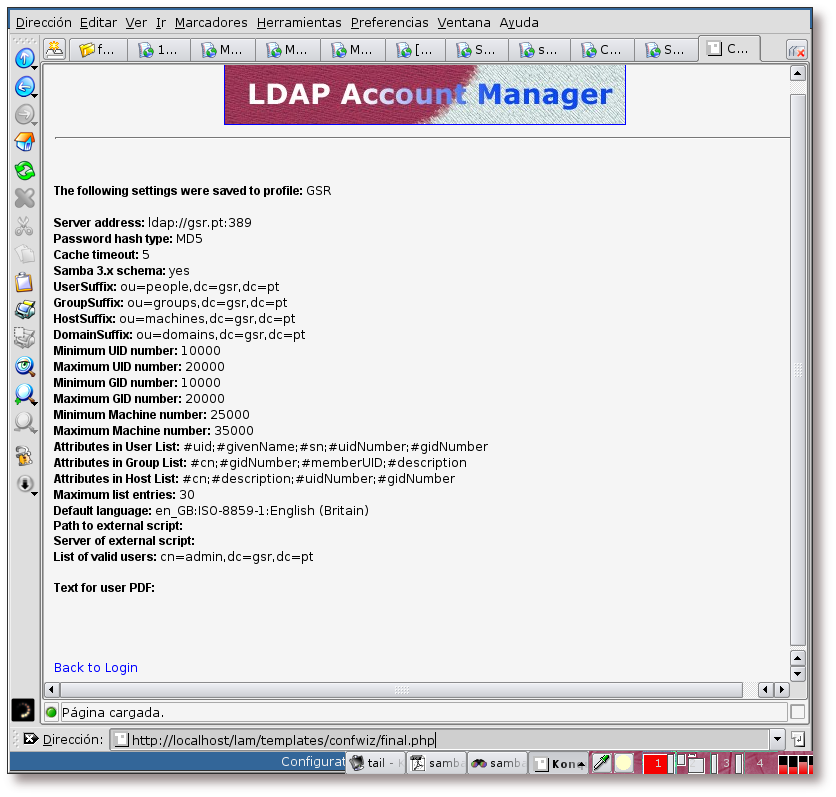 Dirección Editar Ver Ir Marcadores Herramientas Preferencias Ventana Ayuda
f... 1... M... M... M... [... S... s... C... S... C...
LDAP Account Manager
The following settings were saved to profile: GSR
Server address: ldap://gsr.pt:389
Password hash type: MD5
Cache timeout: 5
Samba 3.x schema: yes
UserSuffix: ou=people,dc=gsr,dc=pt
GroupSuffix: ou=groups,dc=gsr,dc=pt
HostSuffix: ou=machines,dc=gsr,dc=pt
DomainSuffix: ou=domains,dc=gsr,dc=pt
Minimum UID number: 10000
Maximum UID number: 20000
Minimum GID number: 10000
Maximum GID number: 20000
Minimum Machine number: 25000
Maximum Machine number: 35000
Attributes in User List: #uid;#givenName;#sn;#uidNumber;#gidNumber
Attributes in Group List: #cn;#gidNumber;#memberUID;#description
Attributes in Host List: #cn;#description;#uidNumber;#gidNumber
Maximum list entries: 30
Default language: en_GB:ISO-8859-1:English (Britain)
Path to external script:
Server of external script:
List of valid users: cn=admin,dc=gsr,dc=pt
Text for user PDF:
Back to Login
Página cargada.
Dirección: http://localhost/lam/templates/confwiz/final.php
Configurat tail - K samba samba Kon 1 3 4